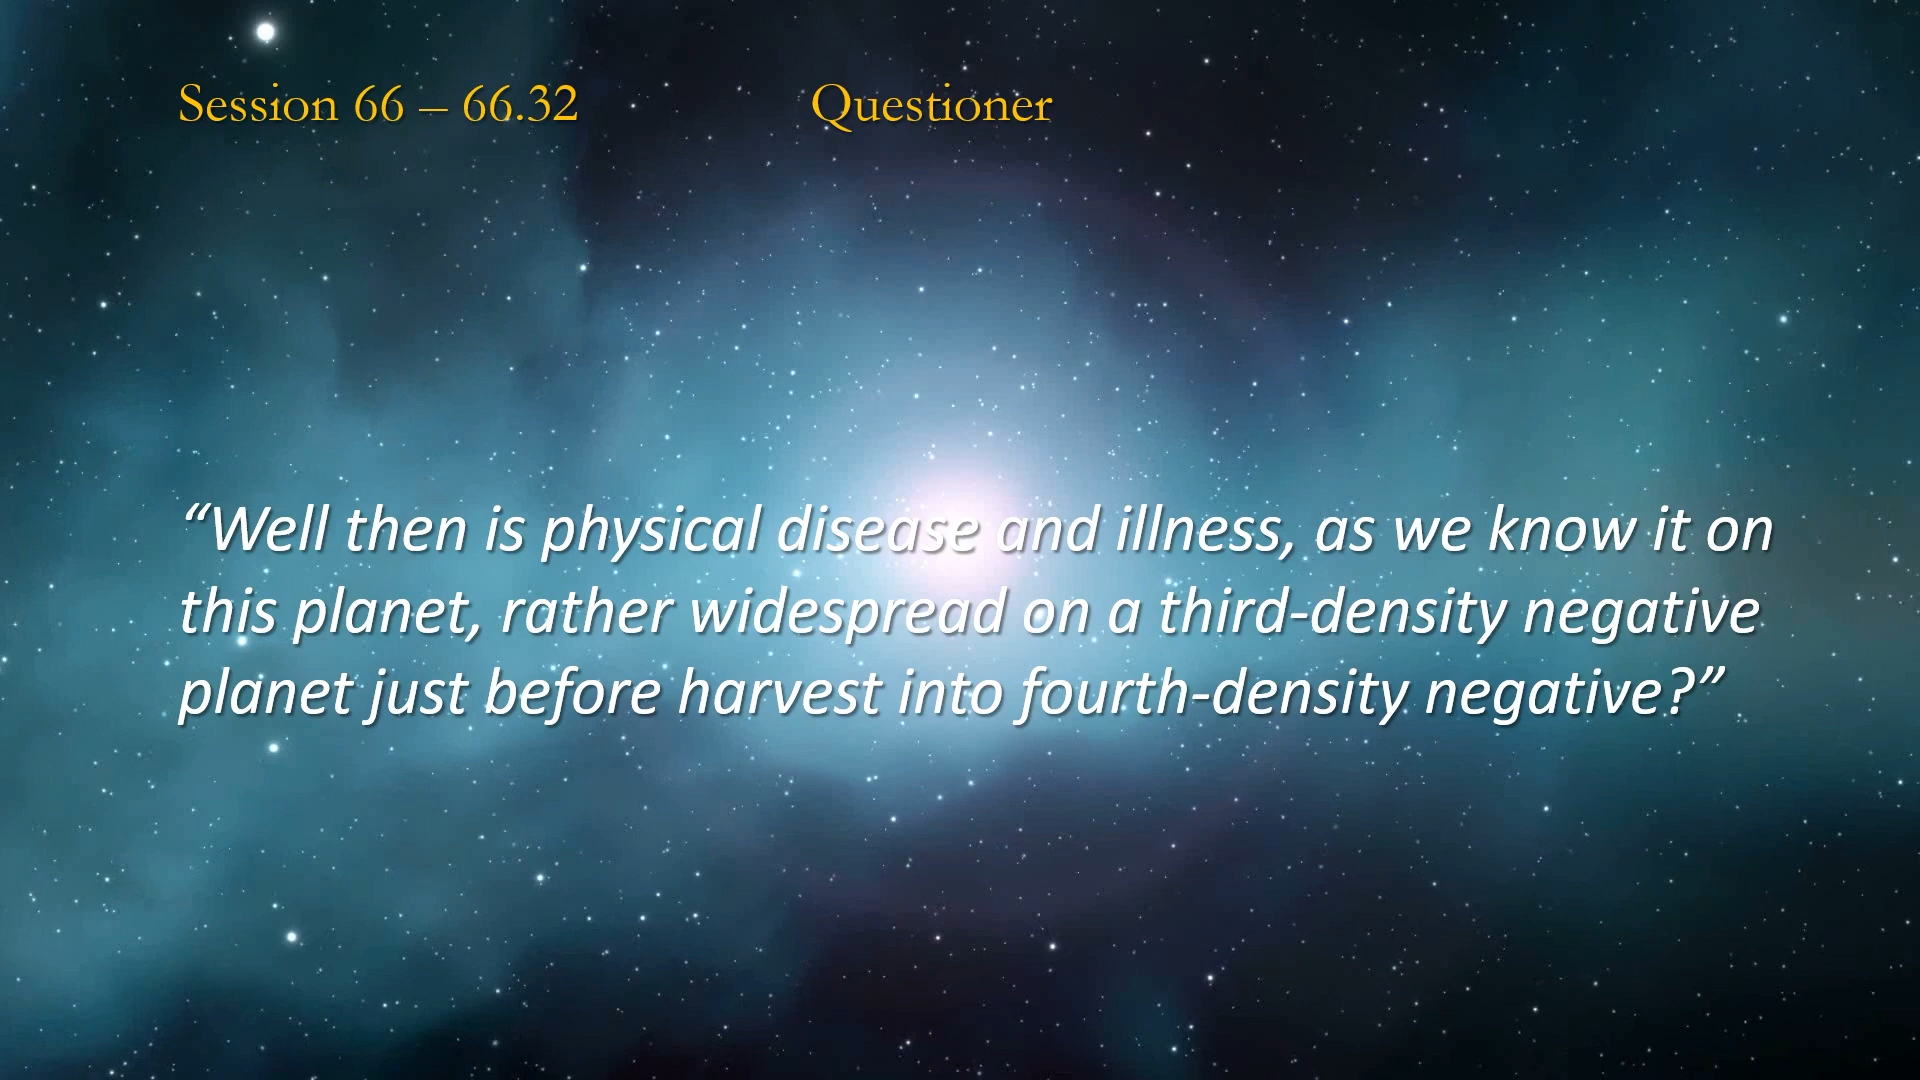 Session 66 – 66.32 Questioner
“Well then is physical disease and illness, as we know it on
this planet, rather widespread on a third-density negative
planet just before harvest into fourth-density negative?”